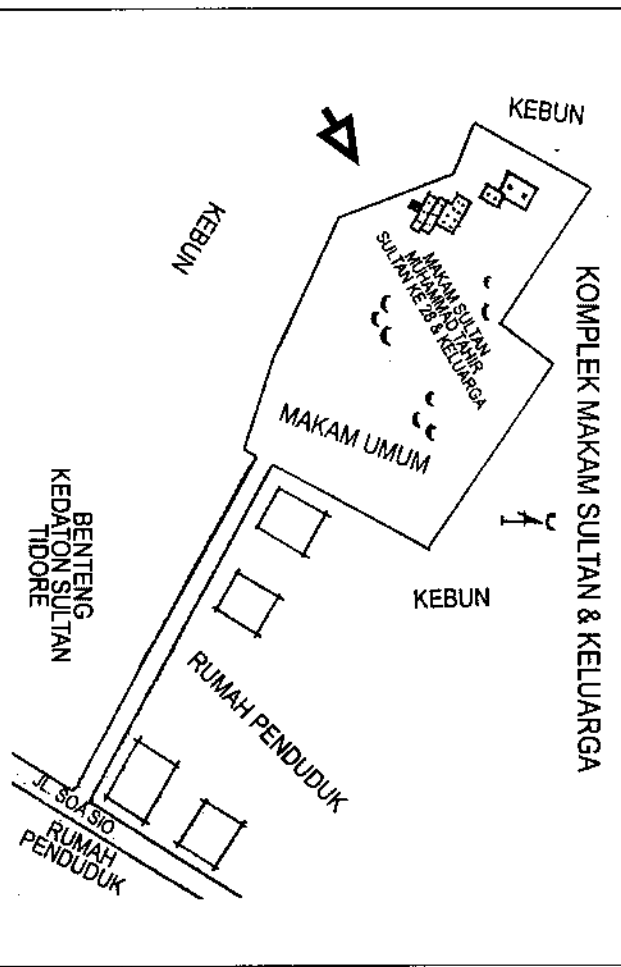 KOMPLEK MAKAM SULTAN & KELUARGA
KEBUN
KEBUN
MAKAM SULTAN
MUHAMMAD TAHIR
SULTAN KE 28 & KELUARGA
MAKAM UMUM
KEBUN
BENTENG
KEDATON SULTAN
TIDORE
RUMAH PENDUDUK
JL. SOA SIO
RUMAH
PENDUDUK